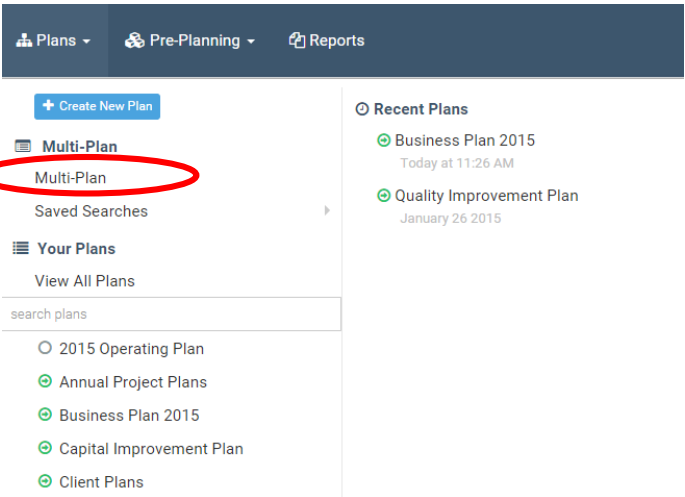 Plans Pre-Planning Reports
Create New Plan
Multi-Plan
Multi-Plan
Saved Searches
Your Plans
View All Plans
search plans
2015 Operating Plan
Annual Project Plans
Business Plan 2015
Capital Improvement Plan
Client Plans
Recent Plans
Business Plan 2015
Today at 11:26 AM
Quality Improvement Plan
January 26 2015